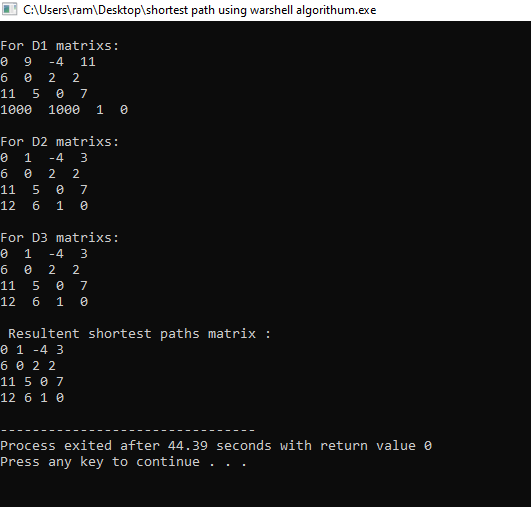 C:\Users\ram\Desktop\shortest path using warshell algorithum.exe
For D1 matrixs:
0 9 -4 11
6 0 2 2
11 5 0 7
1000 1000 1 0
For D2 matrixs:
0 1 -4 3
6 0 2 2
11 5 0 7
12 6 1 0
For D3 matrixs:
0 1 -4 3
6 0 2 2
11 5 0 7
12 6 1 0
Resultent shortest paths matrix :
0 1 -4 3
6 0 2 2
11 5 0 7
12 6 1 0
--------------------------------
Process exited after 44.39 seconds with return value 0
Press any key to continue . . .